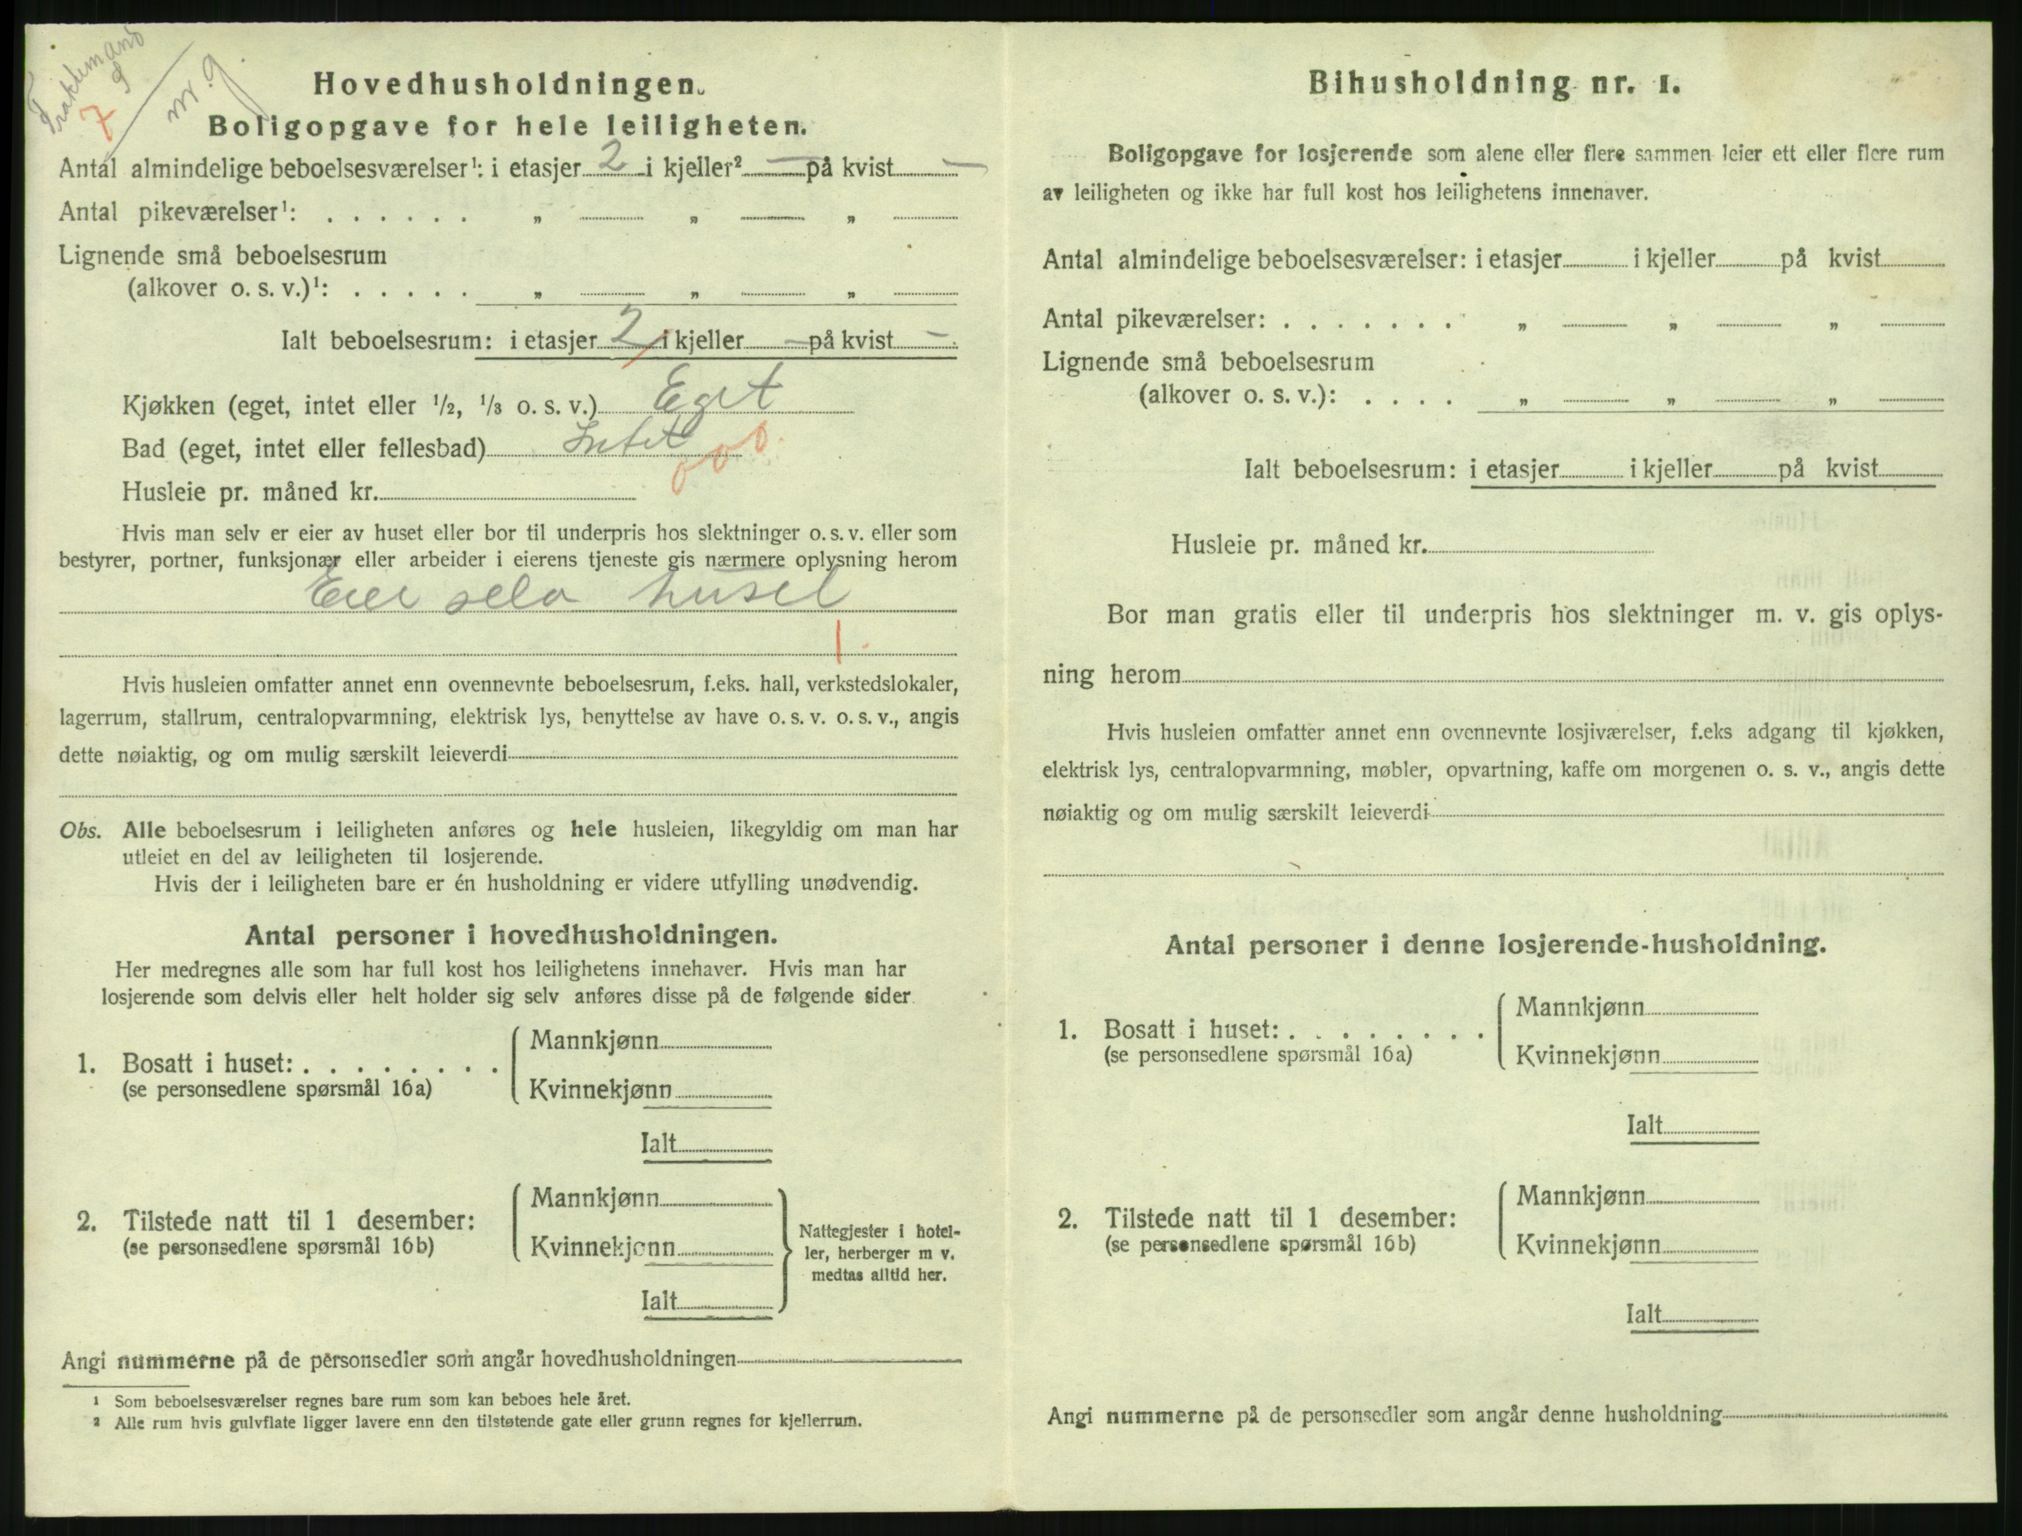 7
nr. 9.
Hovedhusholdningen.
Boligopgave for hele leiligheten.
Antal almindelige beboelsesværelser¹: i etasjer 2 i kjeller² — på kvist —
Antal pikeværelser¹: . . . . . . „ „ „
Lignende små beboelsesrum
(alkover o. s. v.)¹: . . . . . „ „ „
Ialt beboelsesrum: i etasjer 2 i kjeller — på kvist —
Kjøkken (eget, intet eller ½, ⅓ o. s. v.) Eget
Bad (eget, intet eller fellesbad) Intet 000.
Husleie pr. måned kr.
Hvis man selv er eier av huset eller bor til underpris hos slektninger o. s. v. eller som
bestyrer, portner, funksjonær eller arbeider i eierens tjeneste gis nærmere oplysning herom
Eier selv huset
1.
Hvis husleien omfatter annet enn ovennevnte beboelsesrum, f.eks. hall, verkstedslokaler,
lagerrum, stallrum, centralopvarmning, elektrisk lys, benyttelse av have o. s. v. o. s. v., angis
dette nøiaktig, og om mulig særskilt leieverdi
Obs. Alle beboelsesrum i leiligheten anføres og hele husleien, likegyldig om man har
utleiet en del av leiligheten til losjerende.
Hvis der i leiligheten bare er én husholdning er videre utfylling unødvendig.
Antal personer i hovedhusholdningen.
Her medregnes alle som har full kost hos leilighetens innehaver. Hvis man har
losjerende som delvis eller helt holder sig selv anføres disse på de følgende sider
1. Bosatt i huset: . . . . . . . .
(se personsedlene spørsmål 16a)
Mannkjønn
Kvinnekjønn
Ialt
2. Tilstede natt til 1 desember:
(se personsedlene spørsmål 16b)
Mannkjønn
Kvinnekjønn
Ialt
Nattegjester i hotel-
ler, herberger m v.
medtas alltid her.
Angi nummerne på de personsedler som angår hovedhusholdningen
¹ Som beboelsesværelser regnes bare rum som kan beboes hele året.
² Alle rum hvis gulvflate ligger lavere enn den tilstøtende gate eller grunn regnes for kjellerrum.
Bihusholdning nr. 1.
Boligopgave for losjerende som alene eller flere sammen leier ett eller flere rum
av leiligheten og ikke har full kost hos leilighetens innenaver.
Antal almindelige beboelsesværelser: i etasjer i kjeller på kvist
Antal pikeværelser: . . . . . . . „ „ „
Lignende små beboelsesrum
(alkover o. s. v.): . . . . „ „ „
Ialt beboelsesrum: i etasjer i kjeller på kvist
Husleie pr. måned kr.
Bor man gratis eller til underpris hos slektninger m. v. gis oplys-
ning herom
Hvis husleien omfatter annet enn ovennevnte losjiværelser, f.eks adgang til kjøkken,
elektrisk lys, centralopvarmning, møbler, opvartning, kaffe om morgenen o. s. v., angis dette
nøiaktig og om mulig særskilt leieverdi
Antal personer i denne losjerende-husholdning.
1. Bosatt i huset: . . . . . . . .
(se personsedlene spørsmål 16a)
Mannkjønn
Kvinnekjønn
Ialt
2. Tilstede natt til 1 desember:
(se personsedlene spørsmål 16b)
Mannkjønn
Kvinnekjønn
Ialt
Angi nummerne på de personsedler som angår denne husholdning